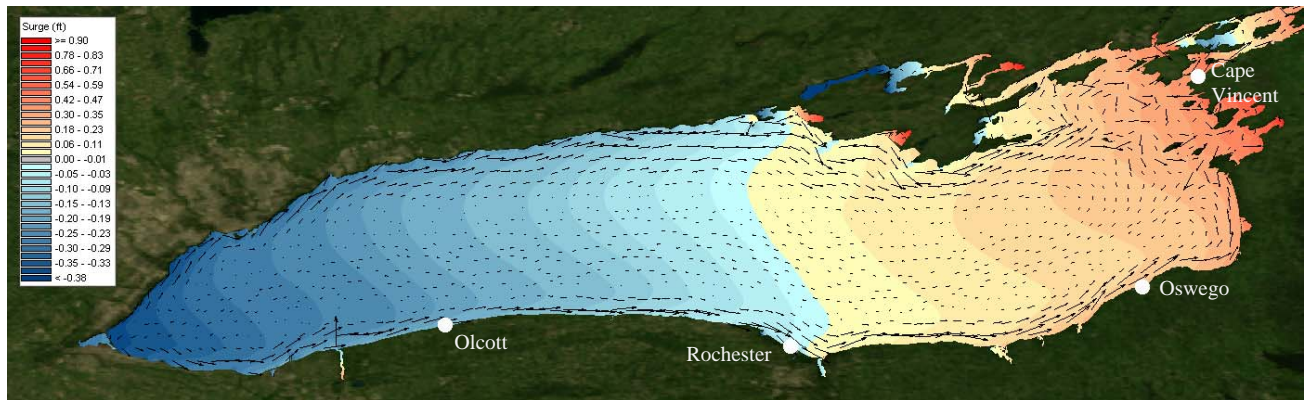 Surge (ft)
>= 0.90
0.78 - 0.83
0.66 - 0.71
0.54 - 0.59
0.42 - 0.47
0.30 - 0.35
0.18 - 0.23
0.06 - 0.11
0.00 - -0.01
-0.05 - -0.03
-0.10 - -0.09
-0.15 - -0.13
-0.20 - -0.19
-0.25 - -0.23
-0.30 - -0.29
-0.35 - -0.33
< -0.38
Cape
Vincent
Oswego
Olcott
Rochester